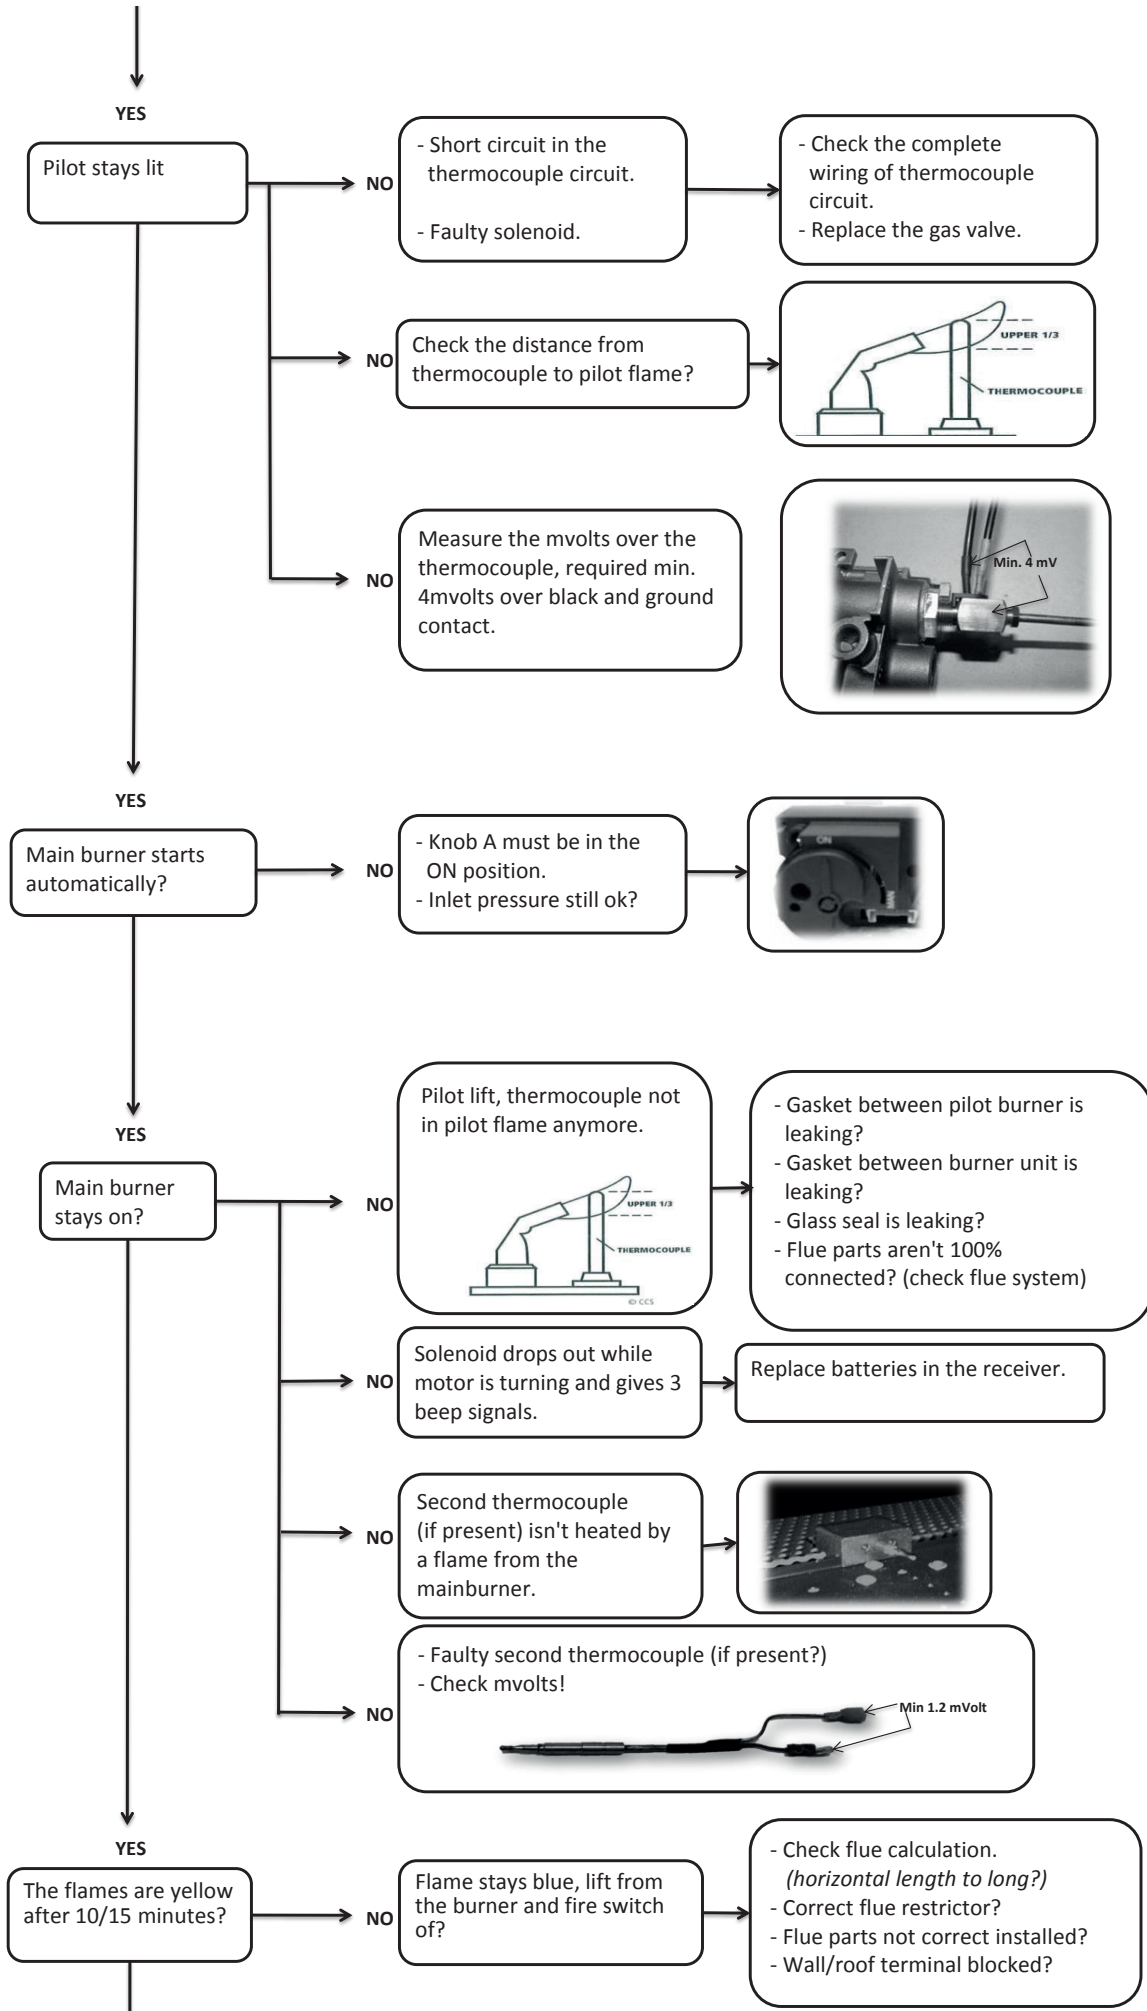 YES
Pilot stays lit
NO
- Short circuit in the
thermocouple circuit.
- Faulty solenoid.
- Check the complete
wiring of thermocouple
circuit.
- Replace the gas valve.
NO
Check the distance from
thermocouple to pilot flame?
UPPER 1/3
THERMOCOUPLE
NO
Measure the mvolts over the
thermocouple, required min.
4mvolts over black and ground
contact.
Min. 4 mV
YES
Main burner starts
automatically?
NO
- Knob A must be in the
ON position.
- Inlet pressure still ok?
ON
MAN
YES
Main burner
stays on?
NO
Pilot lift, thermocouple not
in pilot flame anymore.
UPPER 1/3
THERMOCOUPLE
© CCS
- Gasket between pilot burner is
leaking?
- Gasket between burner unit is
leaking?
- Glass seal is leaking?
- Flue parts aren't 100%
connected? (check flue system)
NO
Solenoid drops out while
motor is turning and gives 3
beep signals.
Replace batteries in the receiver.
NO
Second thermocouple
(if present) isn't heated by
a flame from the
mainburner.
NO
- Faulty second thermocouple (if present?)
- Check mvolts!
Min 1.2 mVolt
YES
The flames are yellow
after 10/15 minutes?
NO
Flame stays blue, lift from
the burner and fire switch
of?
- Check flue calculation.
(horizontal length to long?)
- Correct flue restrictor?
- Flue parts not correct installed?
- Wall/roof terminal blocked?